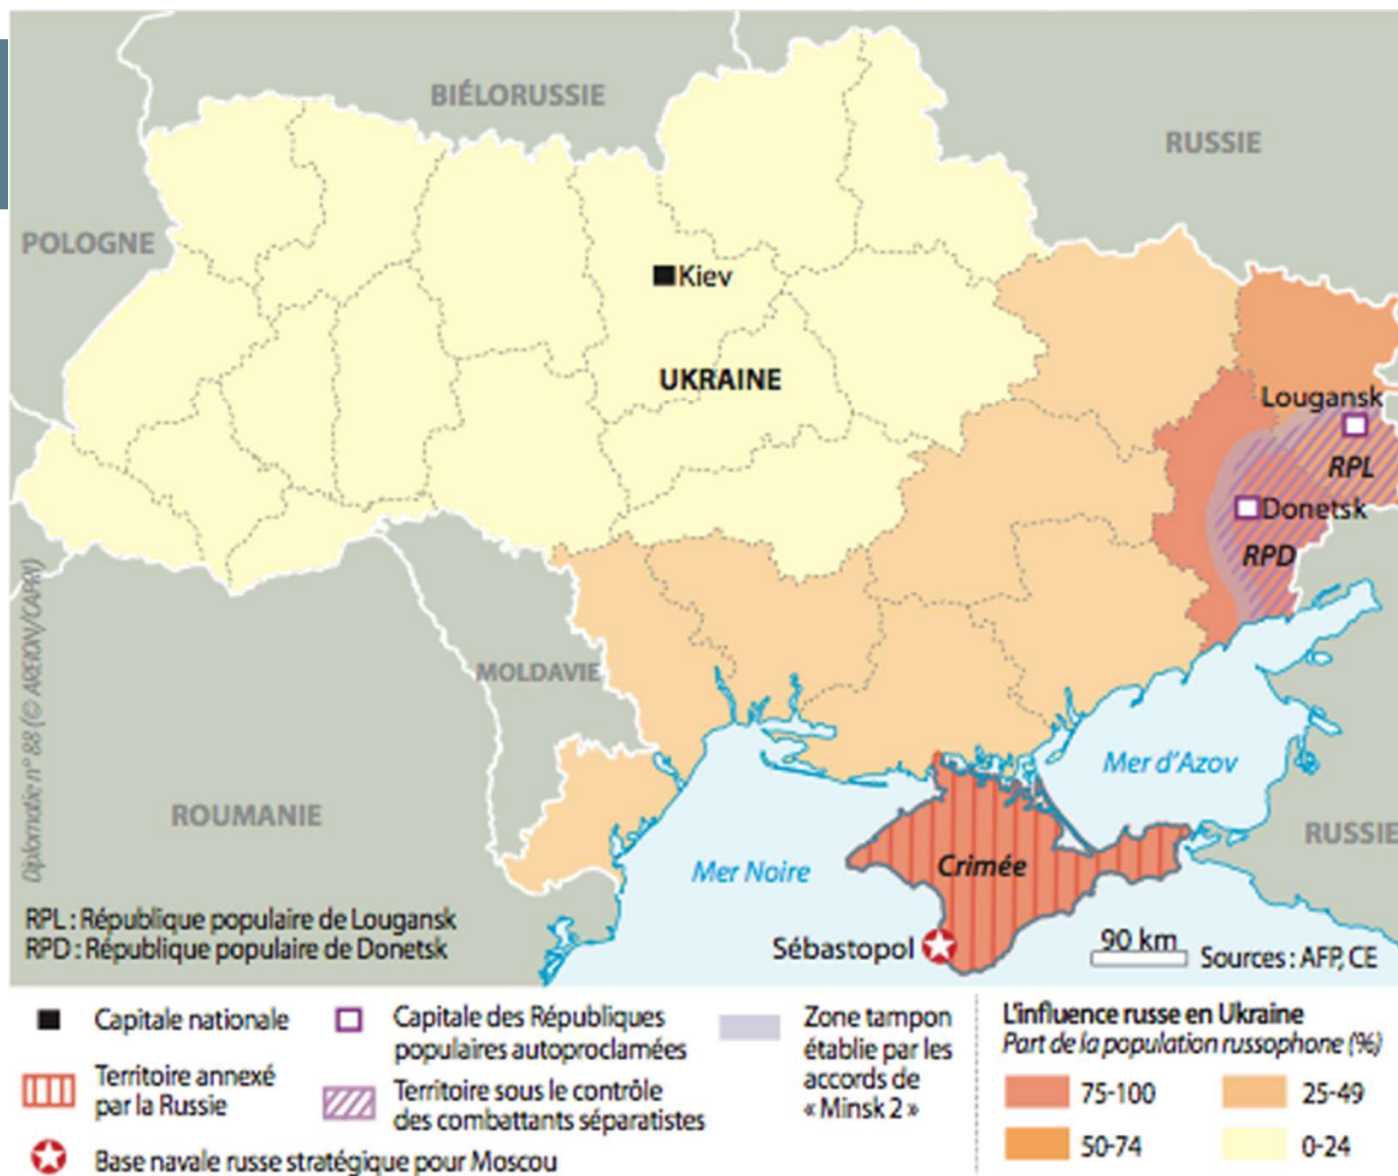 BIÉLORUSSIE
RUSSIE
POLOGNE
Kiev
UKRAINE
Lougansk
RPL
Donetsk
RPD
MOLDAVIE
Mer d'Azov
ROUMANIE
RUSSIE
Crimée
Mer Noire
Sébastopol
90 km
Sources : AFP, CE
Diplomatie n° 88 (© AREION/CAPRI)
RPL : République populaire de Lougansk
RPD : République populaire de Donetsk
Capitale nationale
Territoire annexé
par la Russie
Base navale russe stratégique pour Moscou
Capitale des Républiques
populaires autoproclamées
Territoire sous le contrôle
des combattants séparatistes
Zone tampon
établie par les
accords de
« Minsk 2 »
L'influence russe en Ukraine
Part de la population russophone (%)
75-100
50-74
25-49
0-24